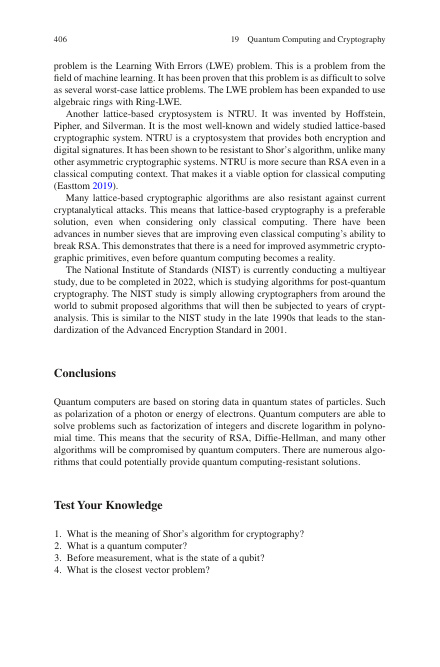 406 19 Quantum Computing and Cryptography
problem is the Learning With Errors (LWE) problem. This is a problem from the
field of machine learning. It has been proven that this problem is as difficult to solve
as several worst-case lattice problems. The LWE problem has been expanded to use
algebraic rings with Ring-LWE.
Another lattice-based cryptosystem is NTRU. It was invented by Hoffstein,
Pipher, and Silverman. It is the most well-known and widely studied lattice-based
cryptographic system. NTRU is a cryptosystem that provides both encryption and
digital signatures. It has been shown to be resistant to Shor's algorithm, unlike many
other asymmetric cryptographic systems. NTRU is more secure than RSA even in a
classical computing context. That makes it a viable option for classical computing
(Easttom 2019).
Many lattice-based cryptographic algorithms are also resistant against current
cryptanalytical attacks. This means that lattice-based cryptography is a preferable
solution, even when considering only classical computing. There have been
advances in number sieves that are improving even classical computing's ability to
break RSA. This demonstrates that there is a need for improved asymmetric crypto-
graphic primitives, even before quantum computing becomes a reality.
The National Institute of Standards (NIST) is currently conducting a multiyear
study, due to be completed in 2022, which is studying algorithms for post-quantum
cryptography. The NIST study is simply allowing cryptographers from around the
world to submit proposed algorithms that will then be subjected to years of crypt-
analysis. This is similar to the NIST study in the late 1990s that leads to the stan-
dardization of the Advanced Encryption Standard in 2001.
Conclusions
Quantum computers are based on storing data in quantum states of particles. Such
as polarization of a photon or energy of electrons. Quantum computers are able to
solve problems such as factorization of integers and discrete logarithm in polyno-
mial time. This means that the security of RSA, Diffie-Hellman, and many other
algorithms will be compromised by quantum computers. There are numerous algo-
rithms that could potentially provide quantum computing-resistant solutions.
Test Your Knowledge
1. What is the meaning of Shor's algorithm for cryptography?
2. What is a quantum computer?
3. Before measurement, what is the state of a qubit?
4. What is the closest vector problem?